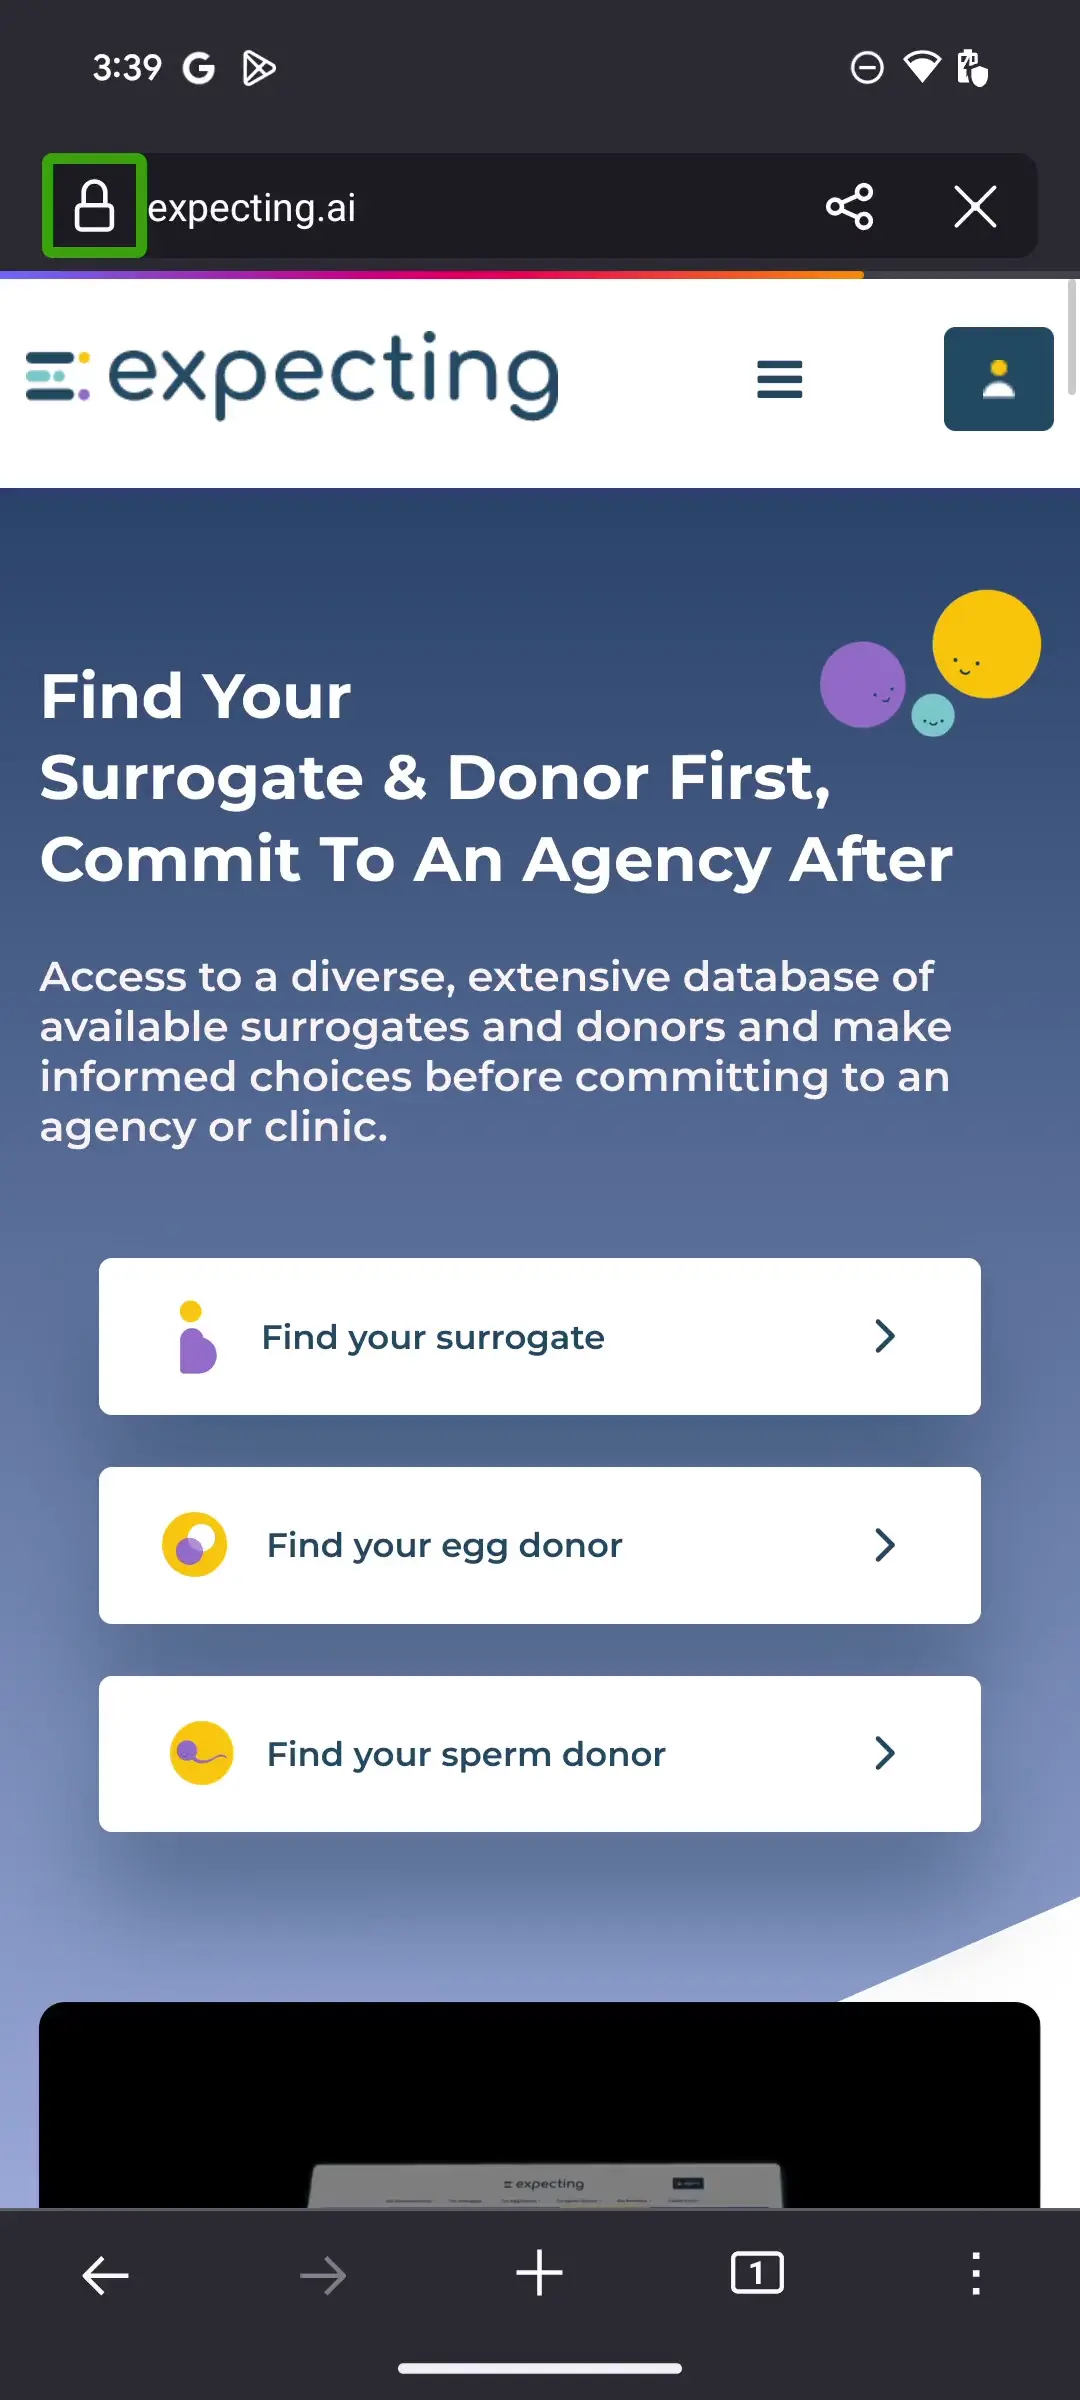 3:39
expecting.ai
expecting
Find Your
Surrogate & Donor First,
Commit To An Agency After
Access to a diverse, extensive database of
available surrogates and donors and make
informed choices before committing to an
agency or clinic.
Find your surrogate
Find your egg donor
Find your sperm donor
expecting
1